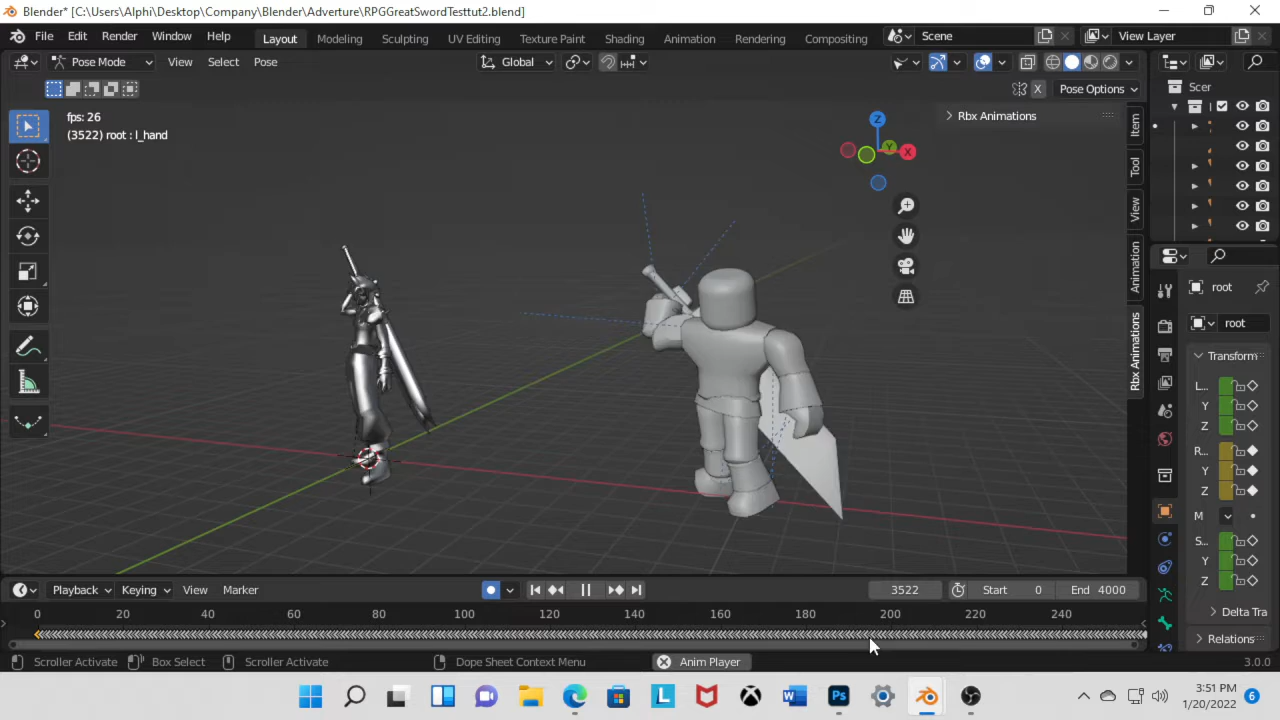 Blender* [C:\Users\Alphi\Desktop\Company\Blender\Adverture\RPGGreatSwordTesttut2.blend]
File Edit Render Window Help Layout Modeling Sculpting UV Editing Texture Paint Shading Animation Rendering Compositing Scene View Layer
Pose Mode View Select Pose Global
X Pose Options
Scer
fps: 26
(3522) root : l_hand
Rbx Animations
Z
Y
X
Item
Tool
View
Animation
Rbx Animations
root
root
Transform
L...
Y
Z
R...
Y
Z
M
S...
Y
Z
Delta Tra
Relations
Playback Keying View Marker 3522 Start 0 End 4000
0 20 40 60 80 100 120 140 160 180 200 220 240
Scroller Activate Box Select Scroller Activate Dope Sheet Context Menu Anim Player 3.0.0
L W Ps
3:51 PM
1/20/2022
6